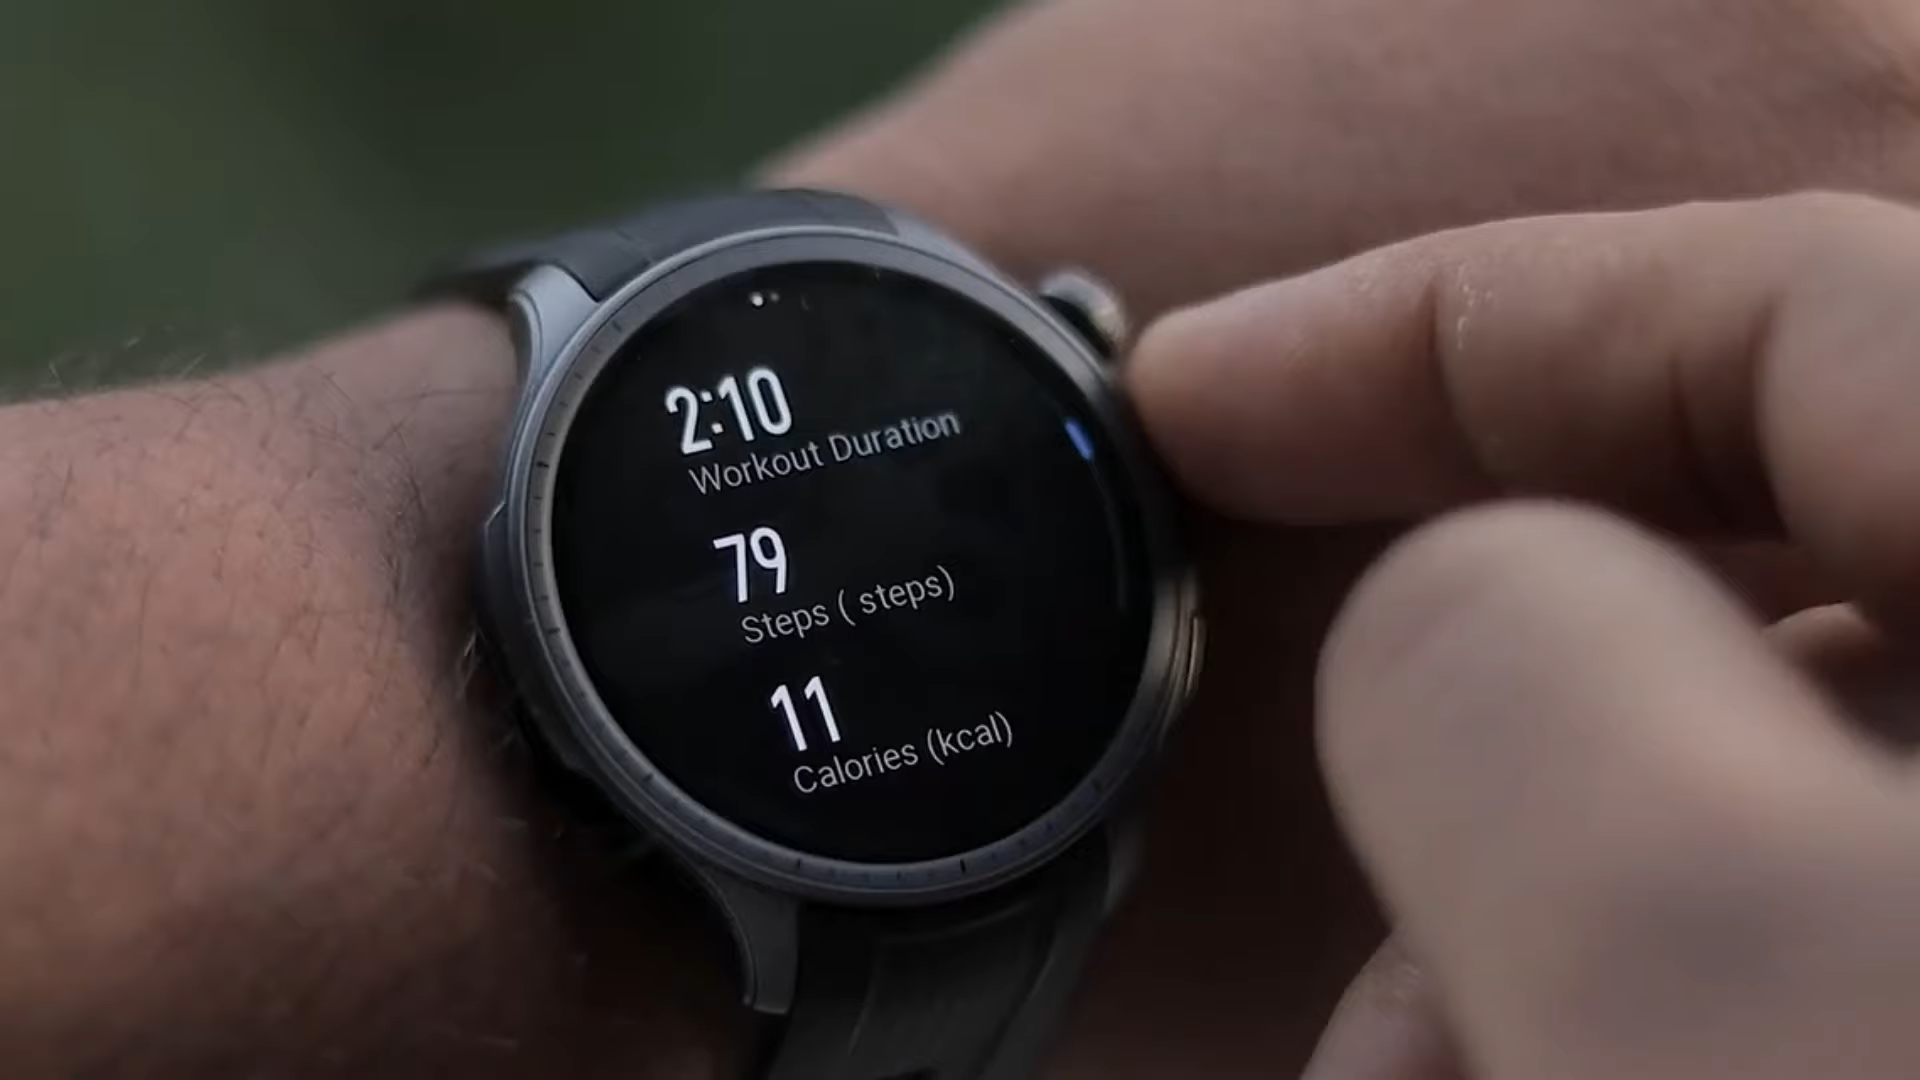 2:10
Workout Duration
79
Steps ( steps)
11
Calories (kcal)